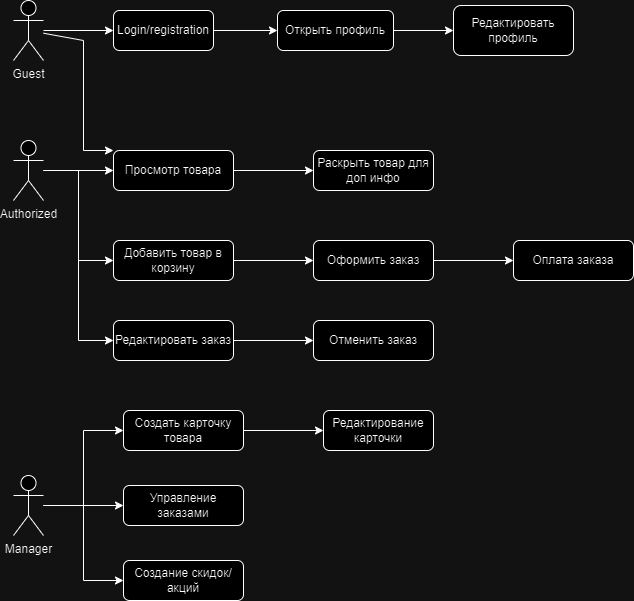 Login/registration
Открыть профиль
Редактировать
профиль
Guest
Просмотр товара
Раскрыть товар для
доп инфо
Authorized
Добавить товар в
корзину
Оформить заказ
Оплата заказа
Редактировать заказ
Отменить заказ
Создать карточку
товара
Редактирование
карточки
Управление
заказами
Manager
Создание скидок/
акций